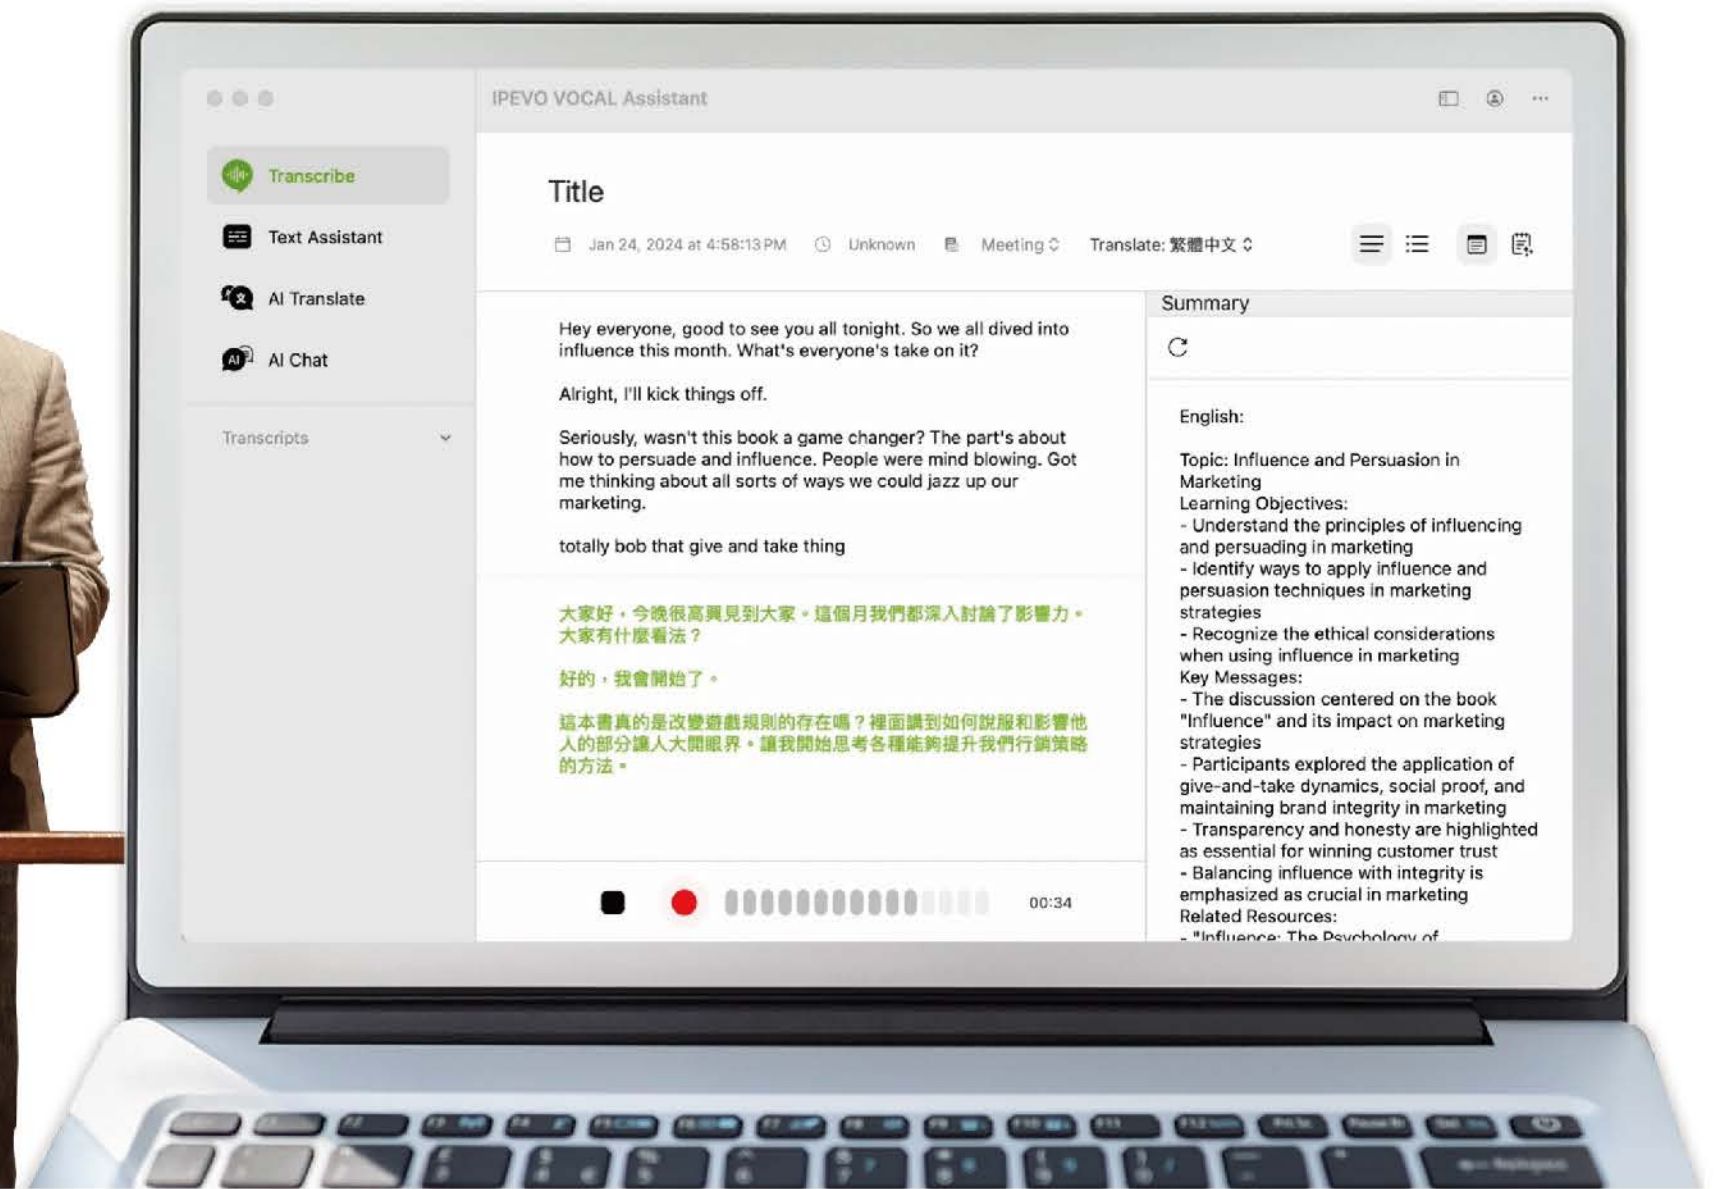 IPEVO VOCAL Assistant
Transcribe
Text Assistant
AI Translate
AI Chat
Transcripts
Title
Jan 24, 2024 at 4:58:13 PM Unknown Meeting Translate: 繁體中文
Hey everyone, good to see you all tonight. So we all dived into
influence this month. What's everyone's take on it?
Alright, I'll kick things off.
Seriously, wasn't this book a game changer? The part's about
how to persuade and influence. People were mind blowing. Got
me thinking about all sorts of ways we could jazz up our
marketing.
totally bob that give and take thing
大家好，今晚很高興見到大家。這個月我們都深入討論了影響力。
大家有什麼看法？
好的，我會開始了。
這本書真的是改變遊戲規則的存在嗎？裡面講到如何說服和影響他
人的部分讓人大開眼界。讓我開始思考各種能夠提升我們行銷策略
的方法。
00:34
Summary
English:
Topic: Influence and Persuasion in
Marketing
Learning Objectives:
- Understand the principles of influencing
and persuading in marketing
- Identify ways to apply influence and
persuasion techniques in marketing
strategies
- Recognize the ethical considerations
when using influence in marketing
Key Messages:
- The discussion centered on the book
"Influence" and its impact on marketing
strategies
- Participants explored the application of
give-and-take dynamics, social proof, and
maintaining brand integrity in marketing
- Transparency and honesty are highlighted
as essential for winning customer trust
- Balancing influence with integrity is
emphasized as crucial in marketing
Related Resources:
- "Influence: The Psychology of